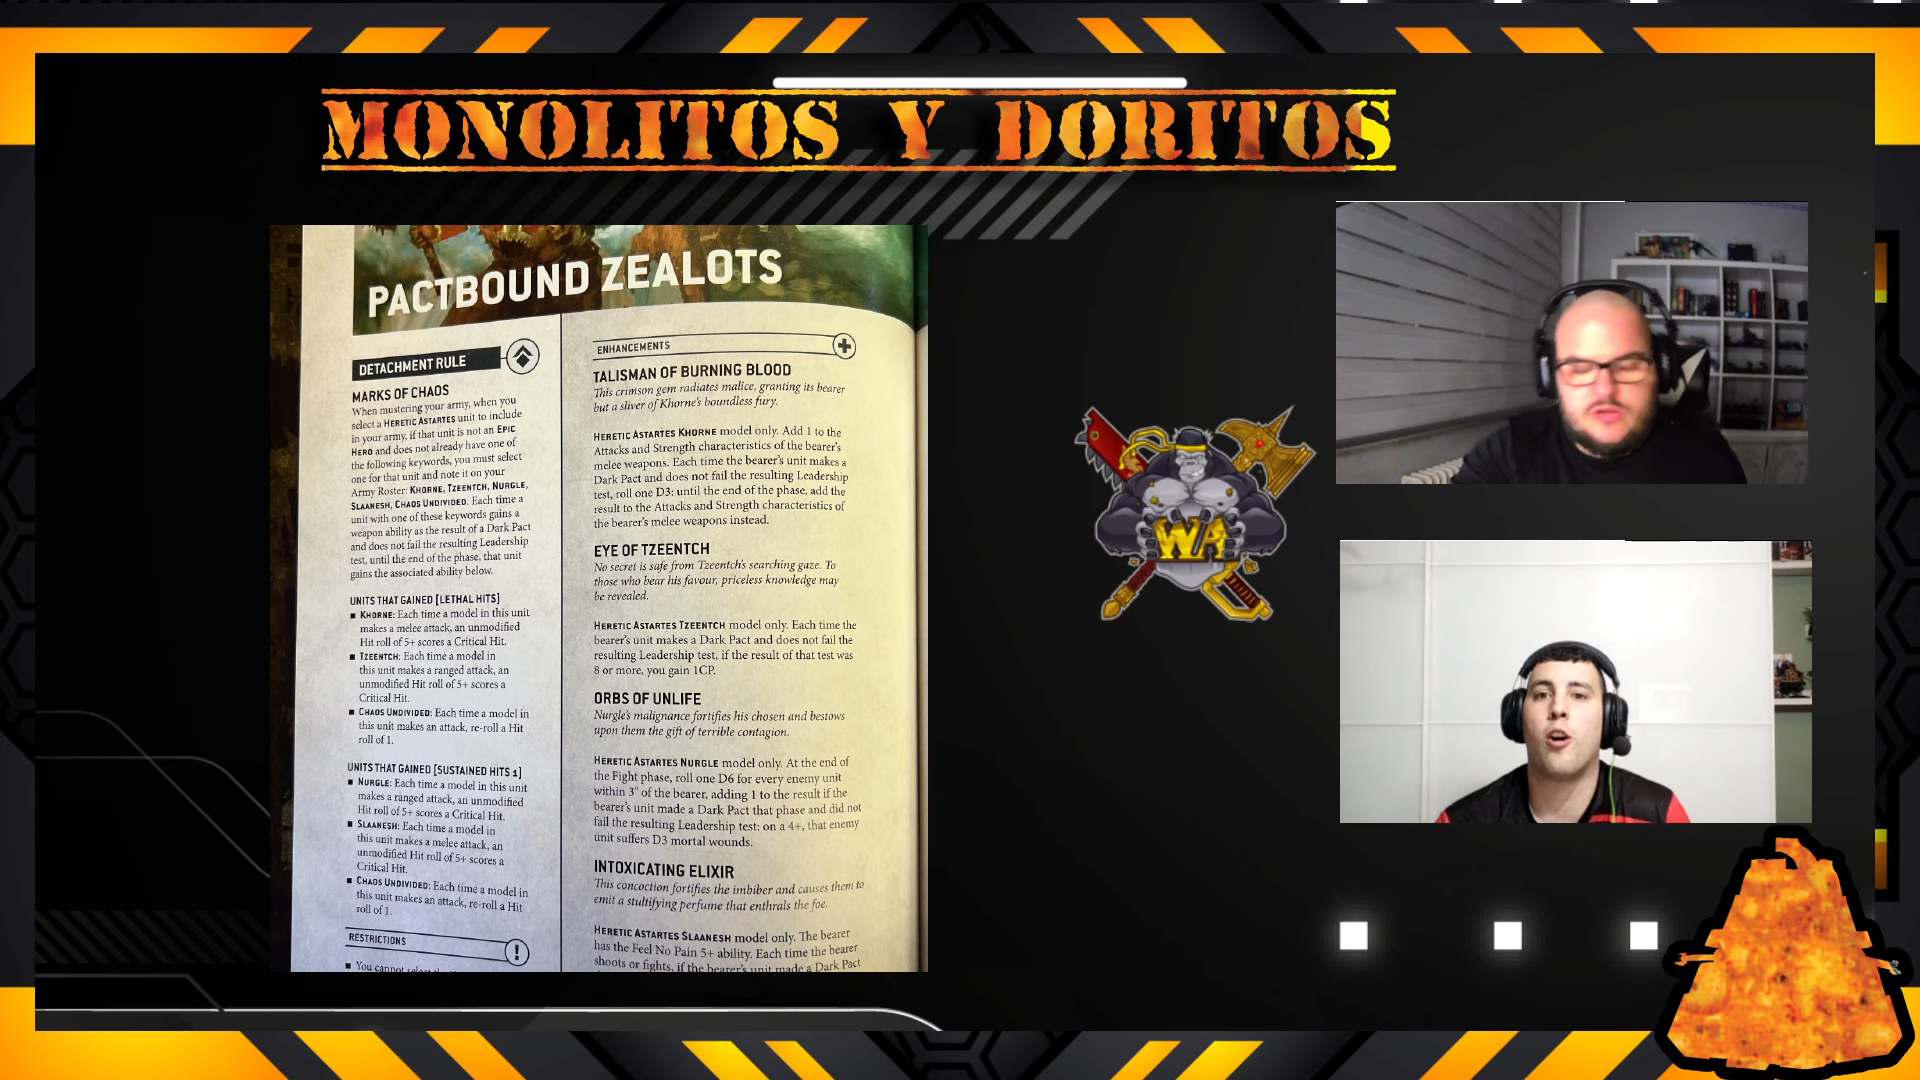 MONOLITOS Y DORITOS
PACTBOUND ZEALOTS
DETACHMENT RULE
MARKS OF CHAOS
When mustering your army, when you
select a HERETIC ASTARTES unit to include
in your army, if that unit is not an EPIC
HERO and does not already have one of
the following keywords, you must select
one for that unit and note it on your
Army Roster: KHORNE, TZEENTCH, NURGLE,
SLAANESH, CHAOS UNDIVIDED. Each time a
unit with one of these keywords gains a
weapon ability as the result of a Dark Pact
and does not fail the resulting Leadership
test, until the end of the phase, that unit
gains the associated ability below.
UNITS THAT GAINED [LETHAL HITS]
■ KHORNE: Each time a model in this unit
makes a melee attack, an unmodified
Hit roll of 5+ scores a Critical Hit.
■ TZEENTCH: Each time a model in
this unit makes a ranged attack, an
unmodified Hit roll of 5+ scores a
Critical Hit.
■ CHAOS UNDIVIDED: Each time a model in
this unit makes an attack, re-roll a Hit
roll of 1.
UNITS THAT GAINED [SUSTAINED HITS 1]
■ NURGLE: Each time a model in this unit
makes a ranged attack, an unmodified
Hit roll of 5+ scores a Critical Hit.
■ SLAANESH: Each time a model in
this unit makes a melee attack, an
unmodified Hit roll of 5+ scores a
Critical Hit.
■ CHAOS UNDIVIDED: Each time a model in
this unit makes an attack, re-roll a Hit
roll of 1.
RESTRICTIONS
■ You cannot select
ENHANCEMENTS
TALISMAN OF BURNING BLOOD
This crimson gem radiates malice, granting its bearer
but a sliver of Khorne's boundless fury.
HERETIC ASTARTES KHORNE model only. Add 1 to the
Attacks and Strength characteristics of the bearer's
melee weapons. Each time the bearer's unit makes a
Dark Pact and does not fail the resulting Leadership
test, roll one D3: until the end of the phase, add the
result to the Attacks and Strength characteristics of
the bearer's melee weapons instead.
EYE OF TZEENTCH
No secret is safe from Tzeentch's searching gaze. To
those who bear his favour, priceless knowledge may
be revealed.
HERETIC ASTARTES TZEENTCH model only. Each time the
bearer's unit makes a Dark Pact and does not fail the
resulting Leadership test, if the result of that test was
8 or more, you gain 1CP.
ORBS OF UNLIFE
Nurgle's malignance fortifies his chosen and bestows
upon them the gift of terrible contagion.
HERETIC ASTARTES NURGLE model only. At the end of
the Fight phase, roll one D6 for every enemy unit
within 3" of the bearer, adding 1 to the result if the
bearer's unit made a Dark Pact that phase and did not
fail the resulting Leadership test: on a 4+, that enemy
unit suffers D3 mortal wounds.
INTOXICATING ELIXIR
This concoction fortifies the imbiber and causes them to
emit a stultifying perfume that enthrals the foe.
HERETIC ASTARTES SLAANESH model only. The bearer
has the Feel No Pain 5+ ability. Each time the bearer
shoots or fights, if the bearer's unit made a Dark Pact
WA